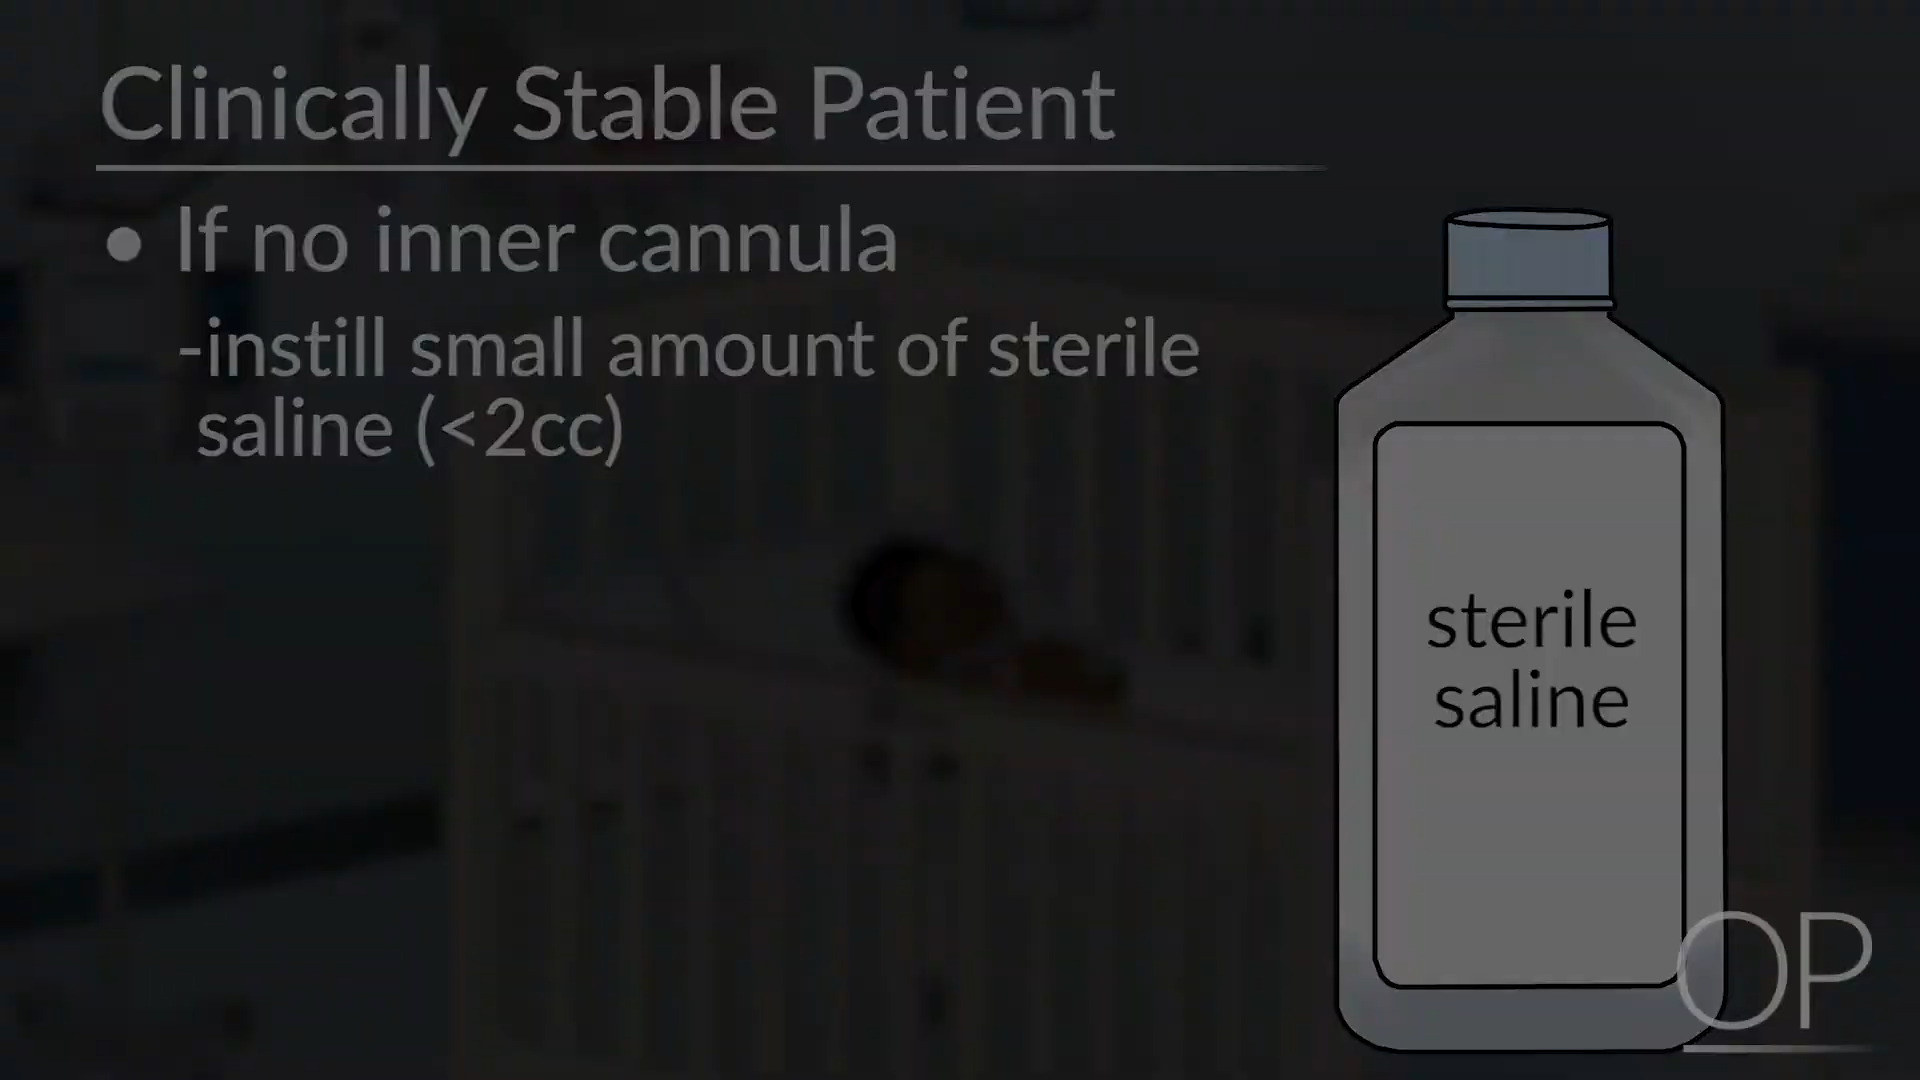 Clinically Stable Patient
• If no inner cannula
-instill small amount of sterile
saline (<2cc)
sterile
saline
OP